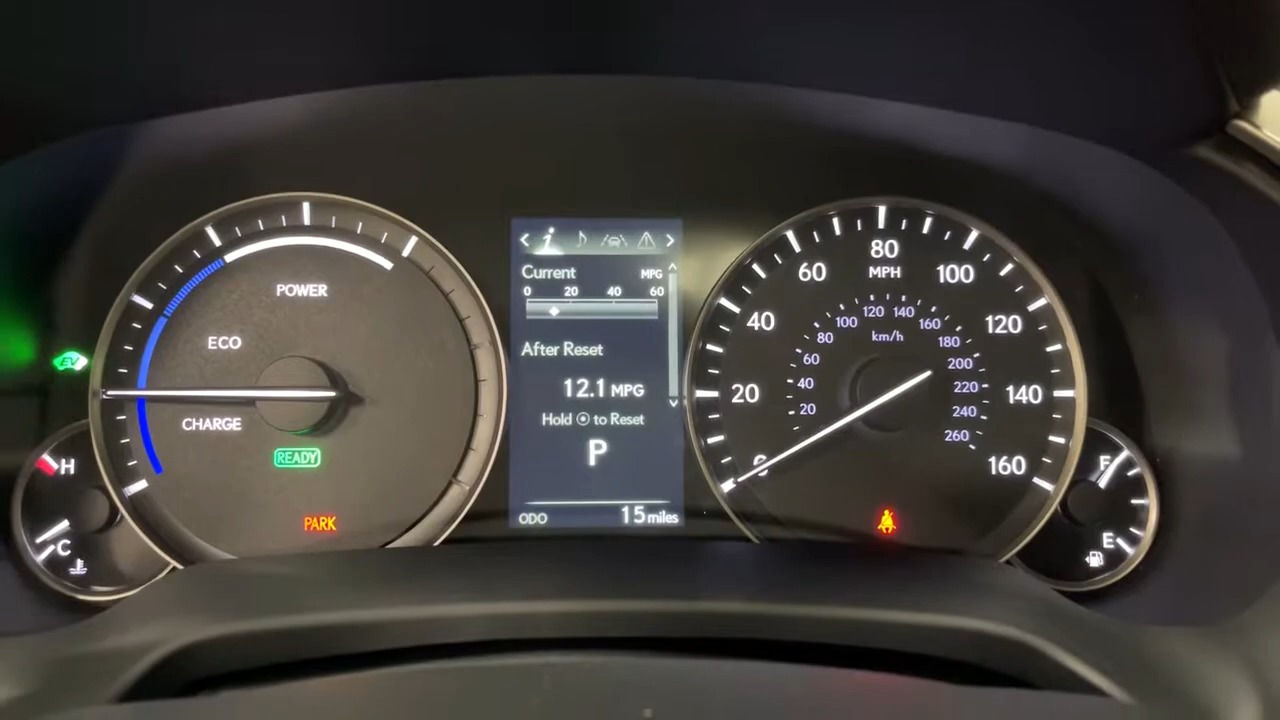 POWER
ECO
CHARGE
READY
PARK
EV
H
C
Current MPG
0 20 40 60
After Reset
12.1 MPG
Hold to Reset
P
ODO 15 miles
0 20 40 60 80 100 120 140 160
MPH
20 40 60 80 100 120 140 160 180 200 220 240 260
km/h
F
E